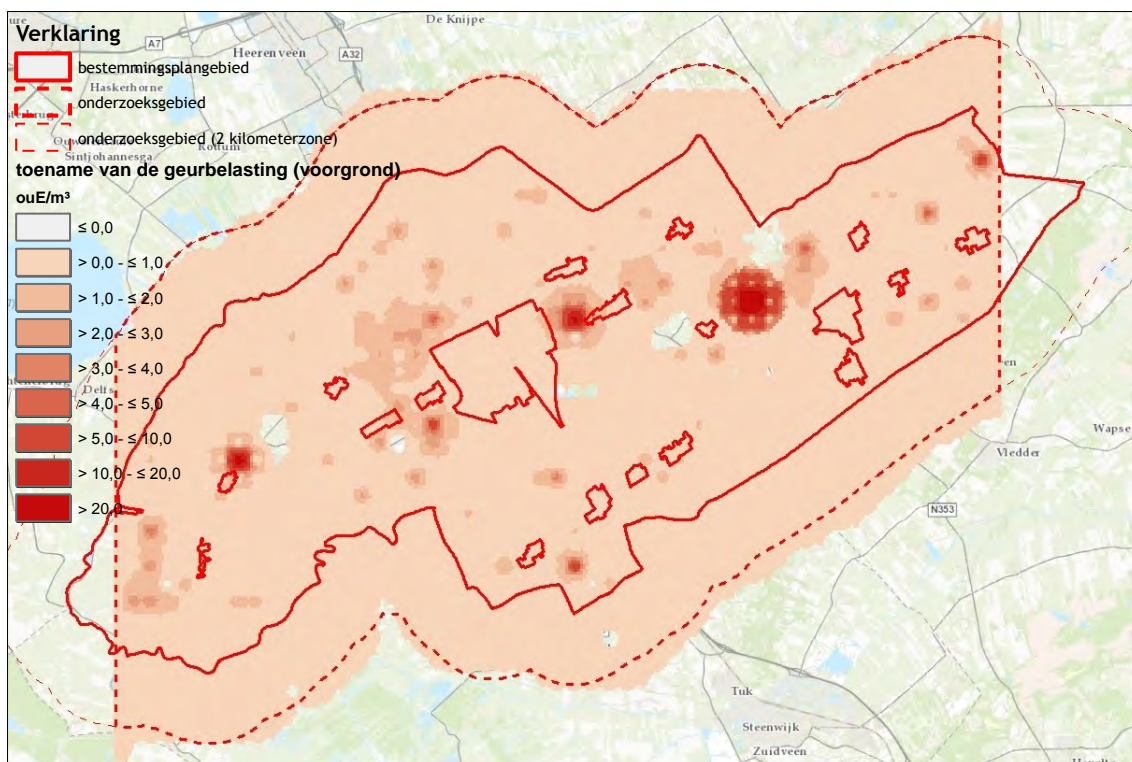 Verklaring
bestemmingsplangebied
onderzoeksgebied
onderzoeksgebied (2 kilometerzone)
toename van de geurbelasting (voorgrond)
ouE/m³
≤ 0,0
> 0,0 - ≤ 1,0
> 1,0 - ≤ 2,0
> 2,0 - ≤ 3,0
> 3,0 - ≤ 4,0
> 4,0 - ≤ 5,0
> 5,0 - ≤ 10,0
> 10,0 - ≤ 20,0
> 20,0
De Knijpe
A7
Heerenveen
A32
Haskerhorne
Sintjohannesga
Rottum
Delfs
Wapse
Vledder
N353
Tuk
Steenwijk
Zuidveen